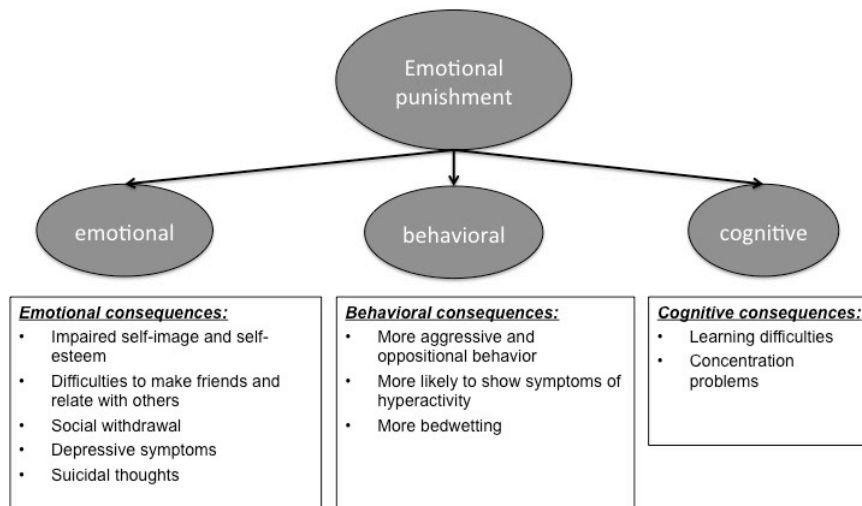 Emotional
punishment
emotional
behavioral
cognitive
Emotional consequences:
• Impaired self-image and self-
esteem
• Difficulties to make friends and
relate with others
• Social withdrawal
• Depressive symptoms
• Suicidal thoughts
Behavioral consequences:
• More aggressive and
oppositional behavior
• More likely to show symptoms of
hyperactivity
• More bedwetting
Cognitive consequences:
• Learning difficulties
• Concentration
problems